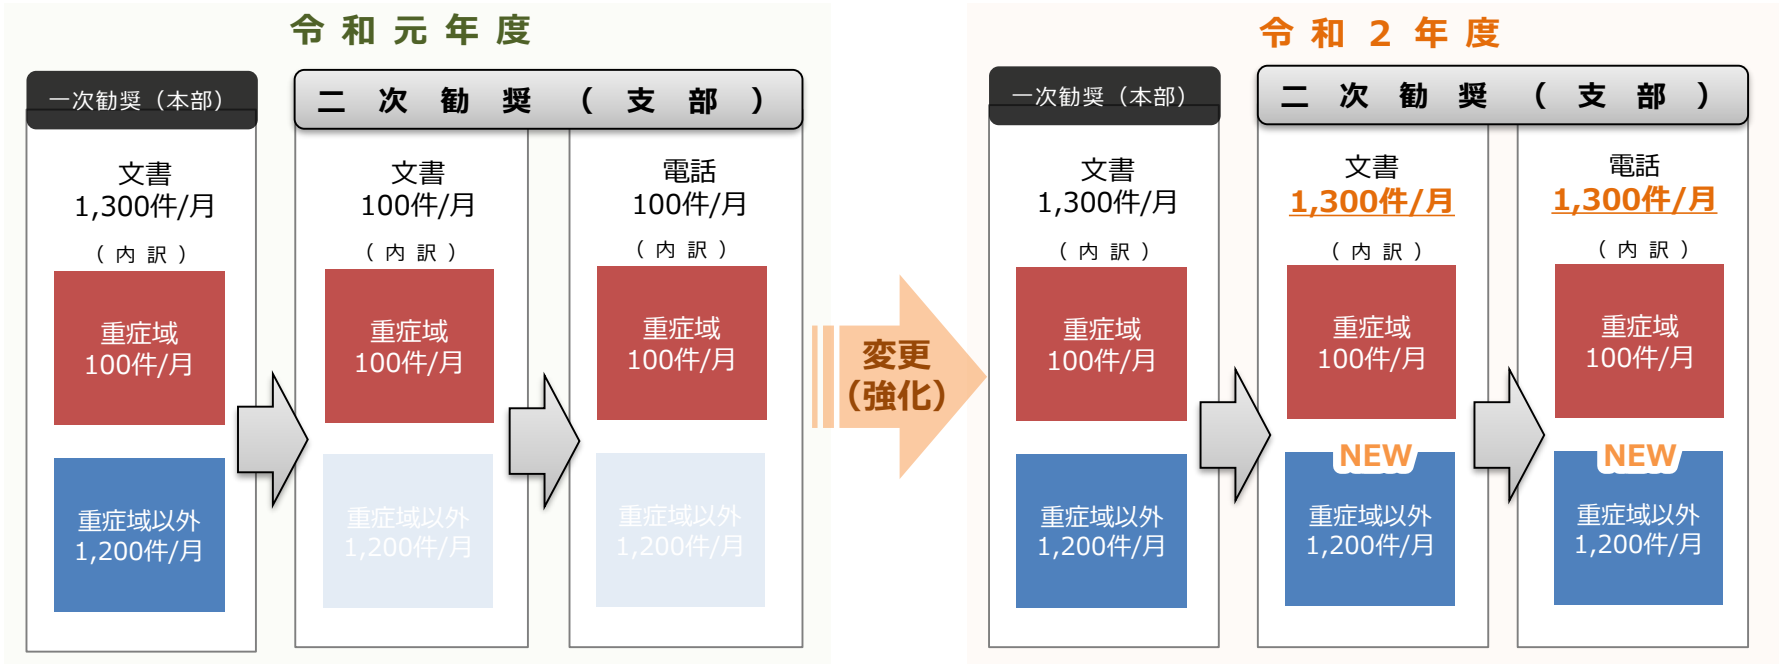 令和元年度
一次勧奨（本部）
二次勧奨（支部）
文書
1,300件/月
（内訳）
重症域
100件/月
重症域以外
1,200件/月
文書
100件/月
（内訳）
重症域
100件/月
重症域以外
1,200件/月
電話
100件/月
（内訳）
重症域
100件/月
重症域以外
1,200件/月
変更
（強化）
令和２年度
一次勧奨（本部）
二次勧奨（支部）
文書
1,300件/月
（内訳）
重症域
100件/月
重症域以外
1,200件/月
文書
1,300件/月
（内訳）
重症域
100件/月
NEW
重症域以外
1,200件/月
電話
1,300件/月
（内訳）
重症域
100件/月
NEW
重症域以外
1,200件/月